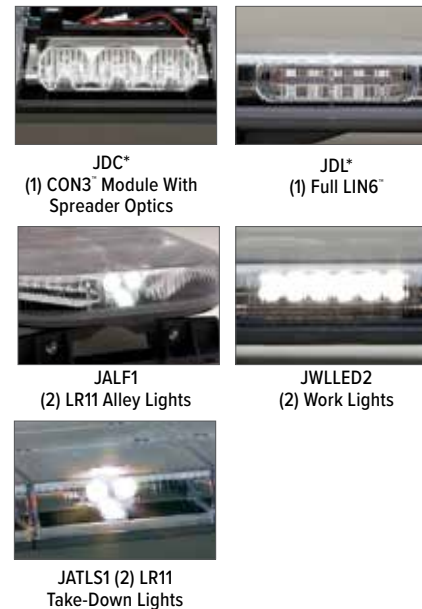 JDC*
(1) CON3™ Module With
Spreader Optics
JDL*
(1) Full LIN6™
JALF1
(2) LR11 Alley Lights
JWLLED2
(2) Work Lights
JATLS1 (2) LR11
Take-Down Lights